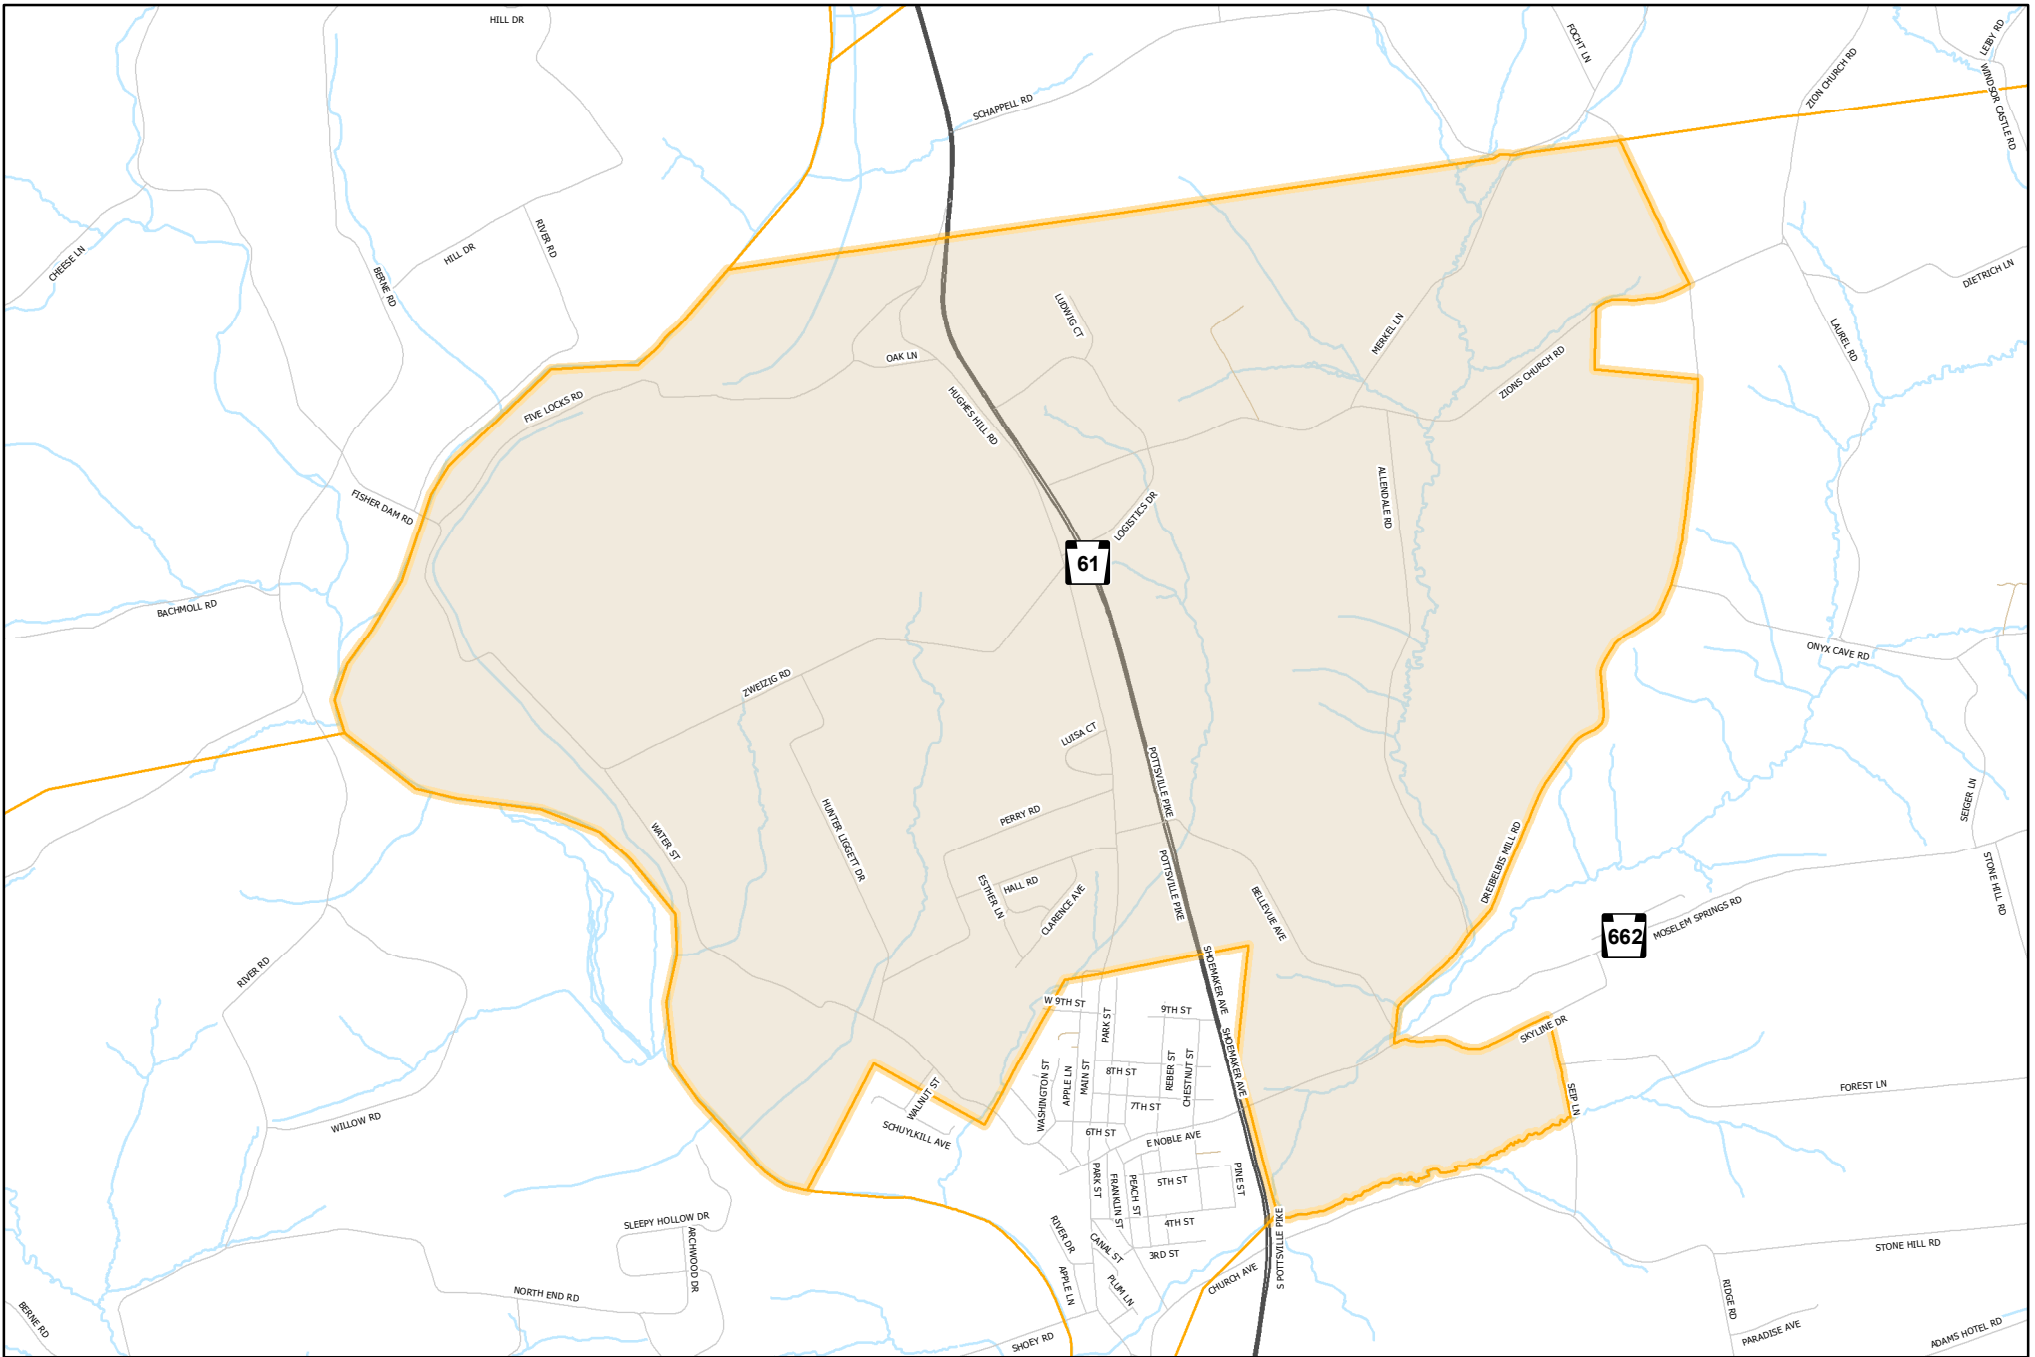 HILL DR
FOCHT LN
LEIBY RD
ZION CHURCH RD
WINDSOR CASTLE RD
SCHAPPELL RD
CHEESE LN
HILL DR
RIVER RD
BERNE RD
DIETRICH LN
LUDWIG CT
MERKEL LN
LAUREL RD
OAK LN
ZIONS CHURCH RD
FIVE LOCKS RD
HUGHES HILL RD
FISHER DAM RD
ALLENDALE RD
LOGISTICS DR
61
BACHMOLL RD
ONYX CAVE RD
ZWEIZIG RD
LUISA CT
POTTSVILLE PIKE
SEIGER LN
PERRY RD
HUNTER LIGGETT DR
WATER ST
DREIBELBIS MILL RD
POTTSVILLE PIKE
STONE HILL RD
ESTHER LN
HALL RD
CLARENCE AVE
BELLEVUE AVE
662
MOSELEM SPRINGS RD
RIVER RD
SHOEMAKER AVE
W 9TH ST
9TH ST
PARK ST
SKYLINE DR
SHOEMAKER AVE
WASHINGTON ST
APPLE LN
MAIN ST
8TH ST
REBER ST
CHESTNUT ST
SEIP LN
FOREST LN
WALNUT ST
7TH ST
WILLOW RD
SCHUYLKILL AVE
6TH ST
E NOBLE AVE
PARK ST
FRANKLIN ST
PEACH ST
5TH ST
PINE ST
SLEEPY HOLLOW DR
4TH ST
RIVER DR
CANAL ST
3RD ST
S POTTSVILLE PIKE
STONE HILL RD
ARCHWOOD DR
NORTH END RD
APPLE LN
PLUM LN
CHURCH AVE
RIDGE RD
BERNE RD
SHOEY RD
PARADISE AVE
ADAMS HOTEL RD